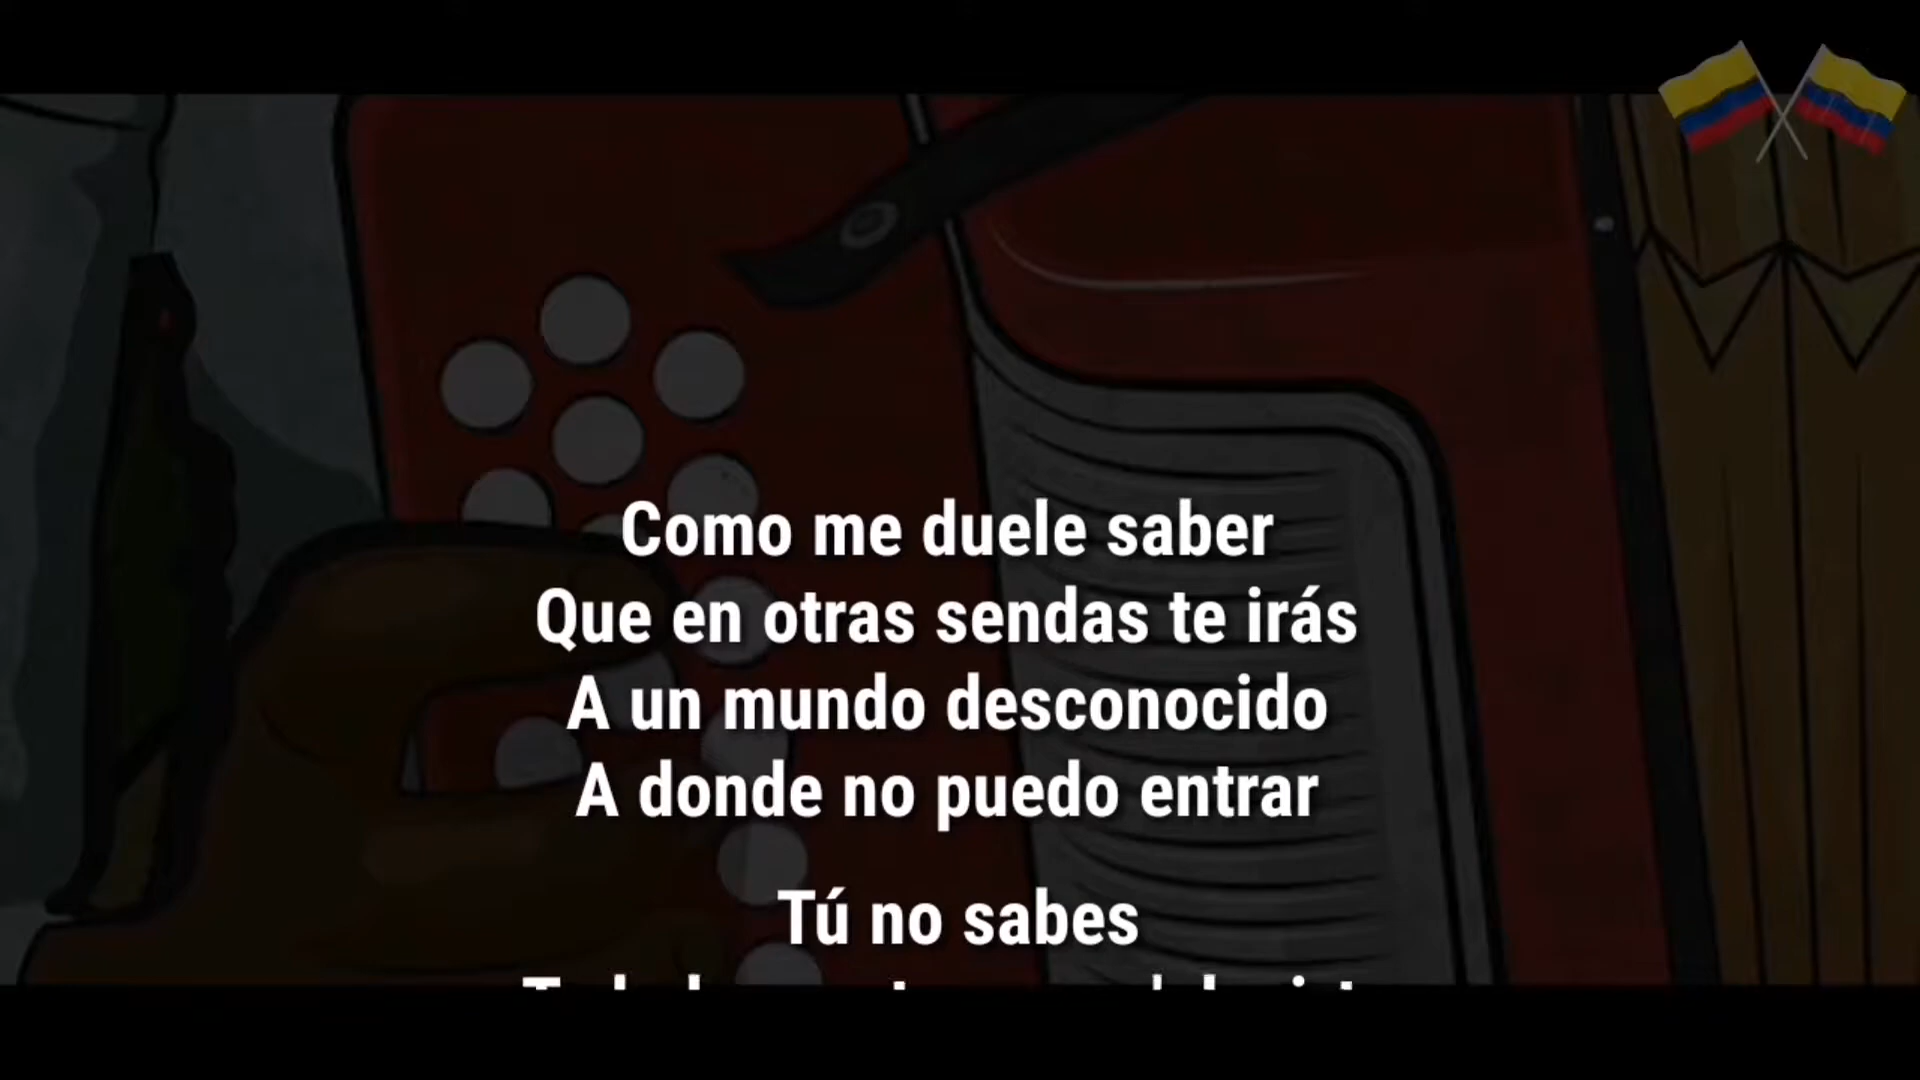 Como me duele saber
Que en otras sendas te irás
A un mundo desconocido
A donde no puedo entrar
Tú no sabes